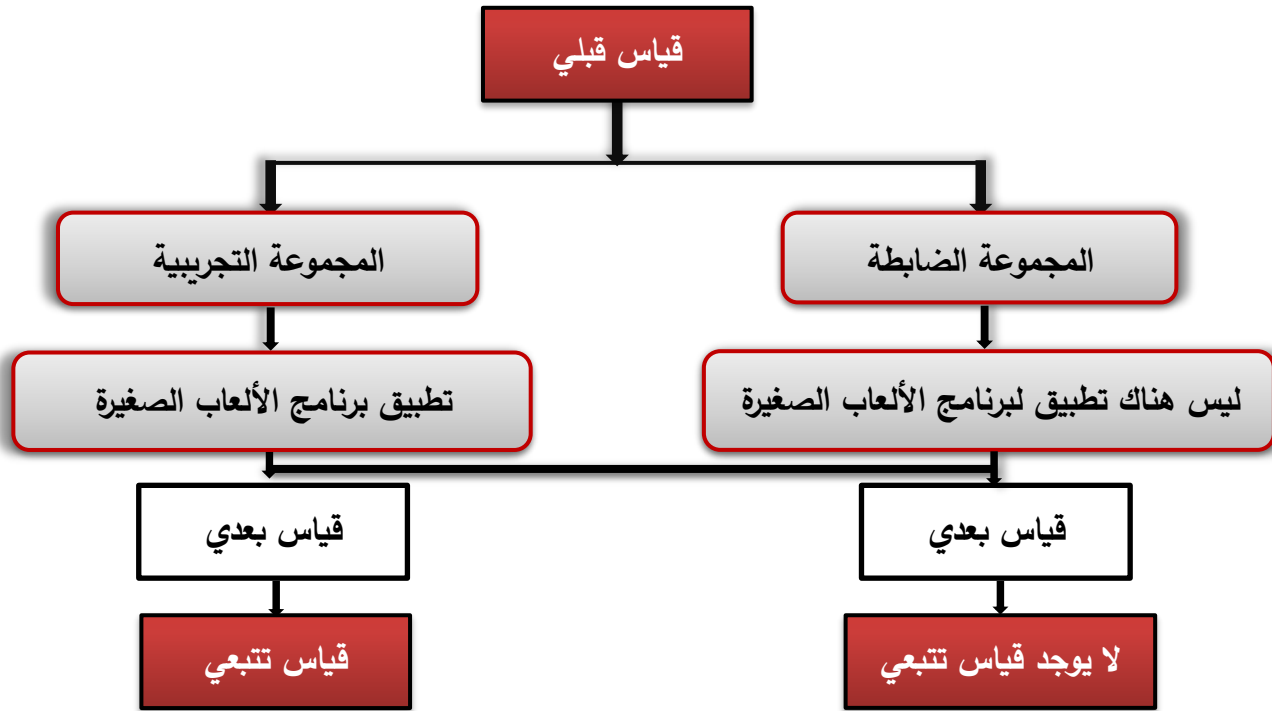 قياس قبلي
المجموعة الضابطة
المجموعة التجريبية
ليس هناك تطبيق لبرنامج الألعاب الصغيرة
تطبيق برنامج الألعاب الصغيرة
قياس بعدي
قياس بعدي
لا يوجد قياس تتبعي
قياس تتبعي